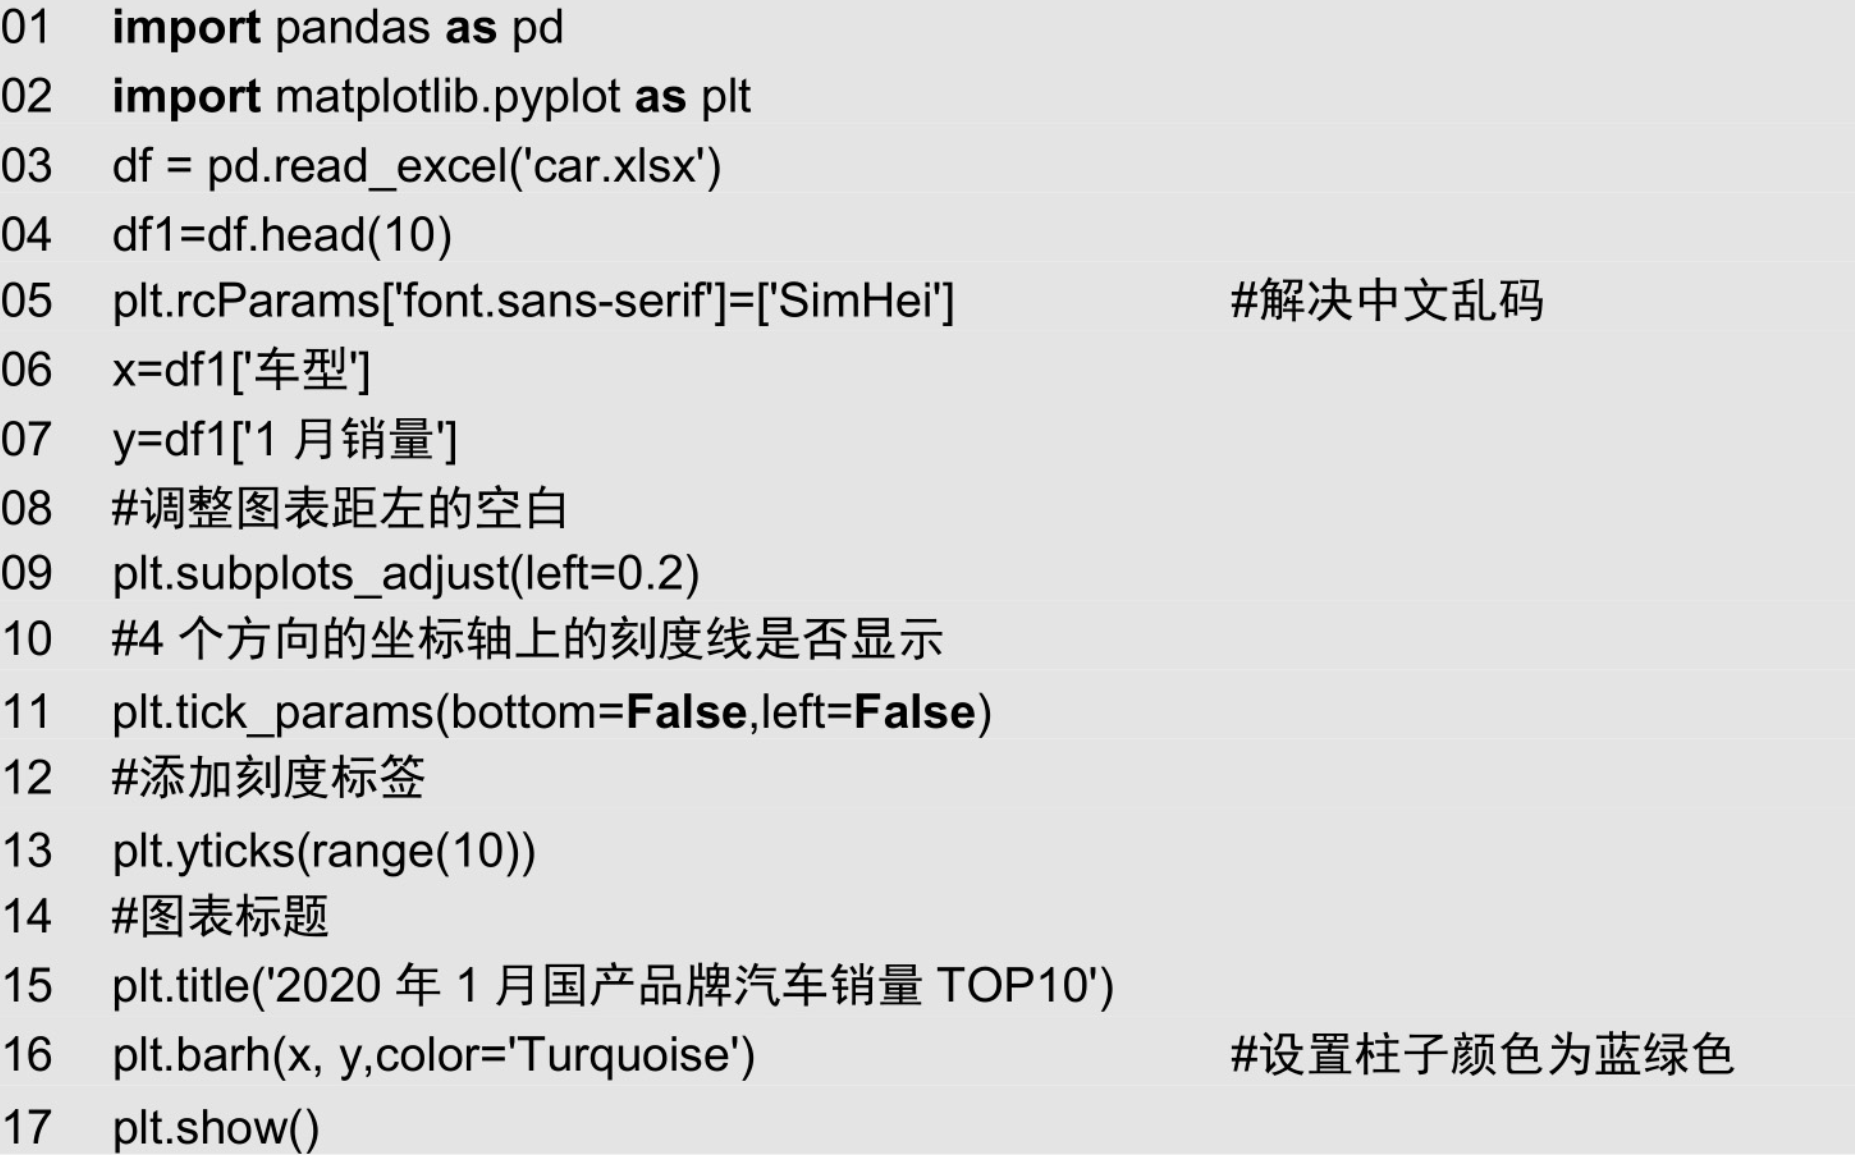 01 import pandas as pd
02 import matplotlib.pyplot as plt
03 df = pd.read_excel('car.xlsx')
04 df1=df.head(10)
05 plt.rcParams['font.sans-serif']=['SimHei'] #解决中文乱码
06 x=df1['车型']
07 y=df1['1 月销量']
08 #调整图表距左的空白
09 plt.subplots_adjust(left=0.2)
10 #4 个方向的坐标轴上的刻度线是否显示
11 plt.tick_params(bottom=False,left=False)
12 #添加刻度标签
13 plt.yticks(range(10))
14 #图表标题
15 plt.title('2020 年 1 月国产品牌汽车销量 TOP10')
16 plt.barh(x, y,color='Turquoise') #设置柱子颜色为蓝绿色
17 plt.show()